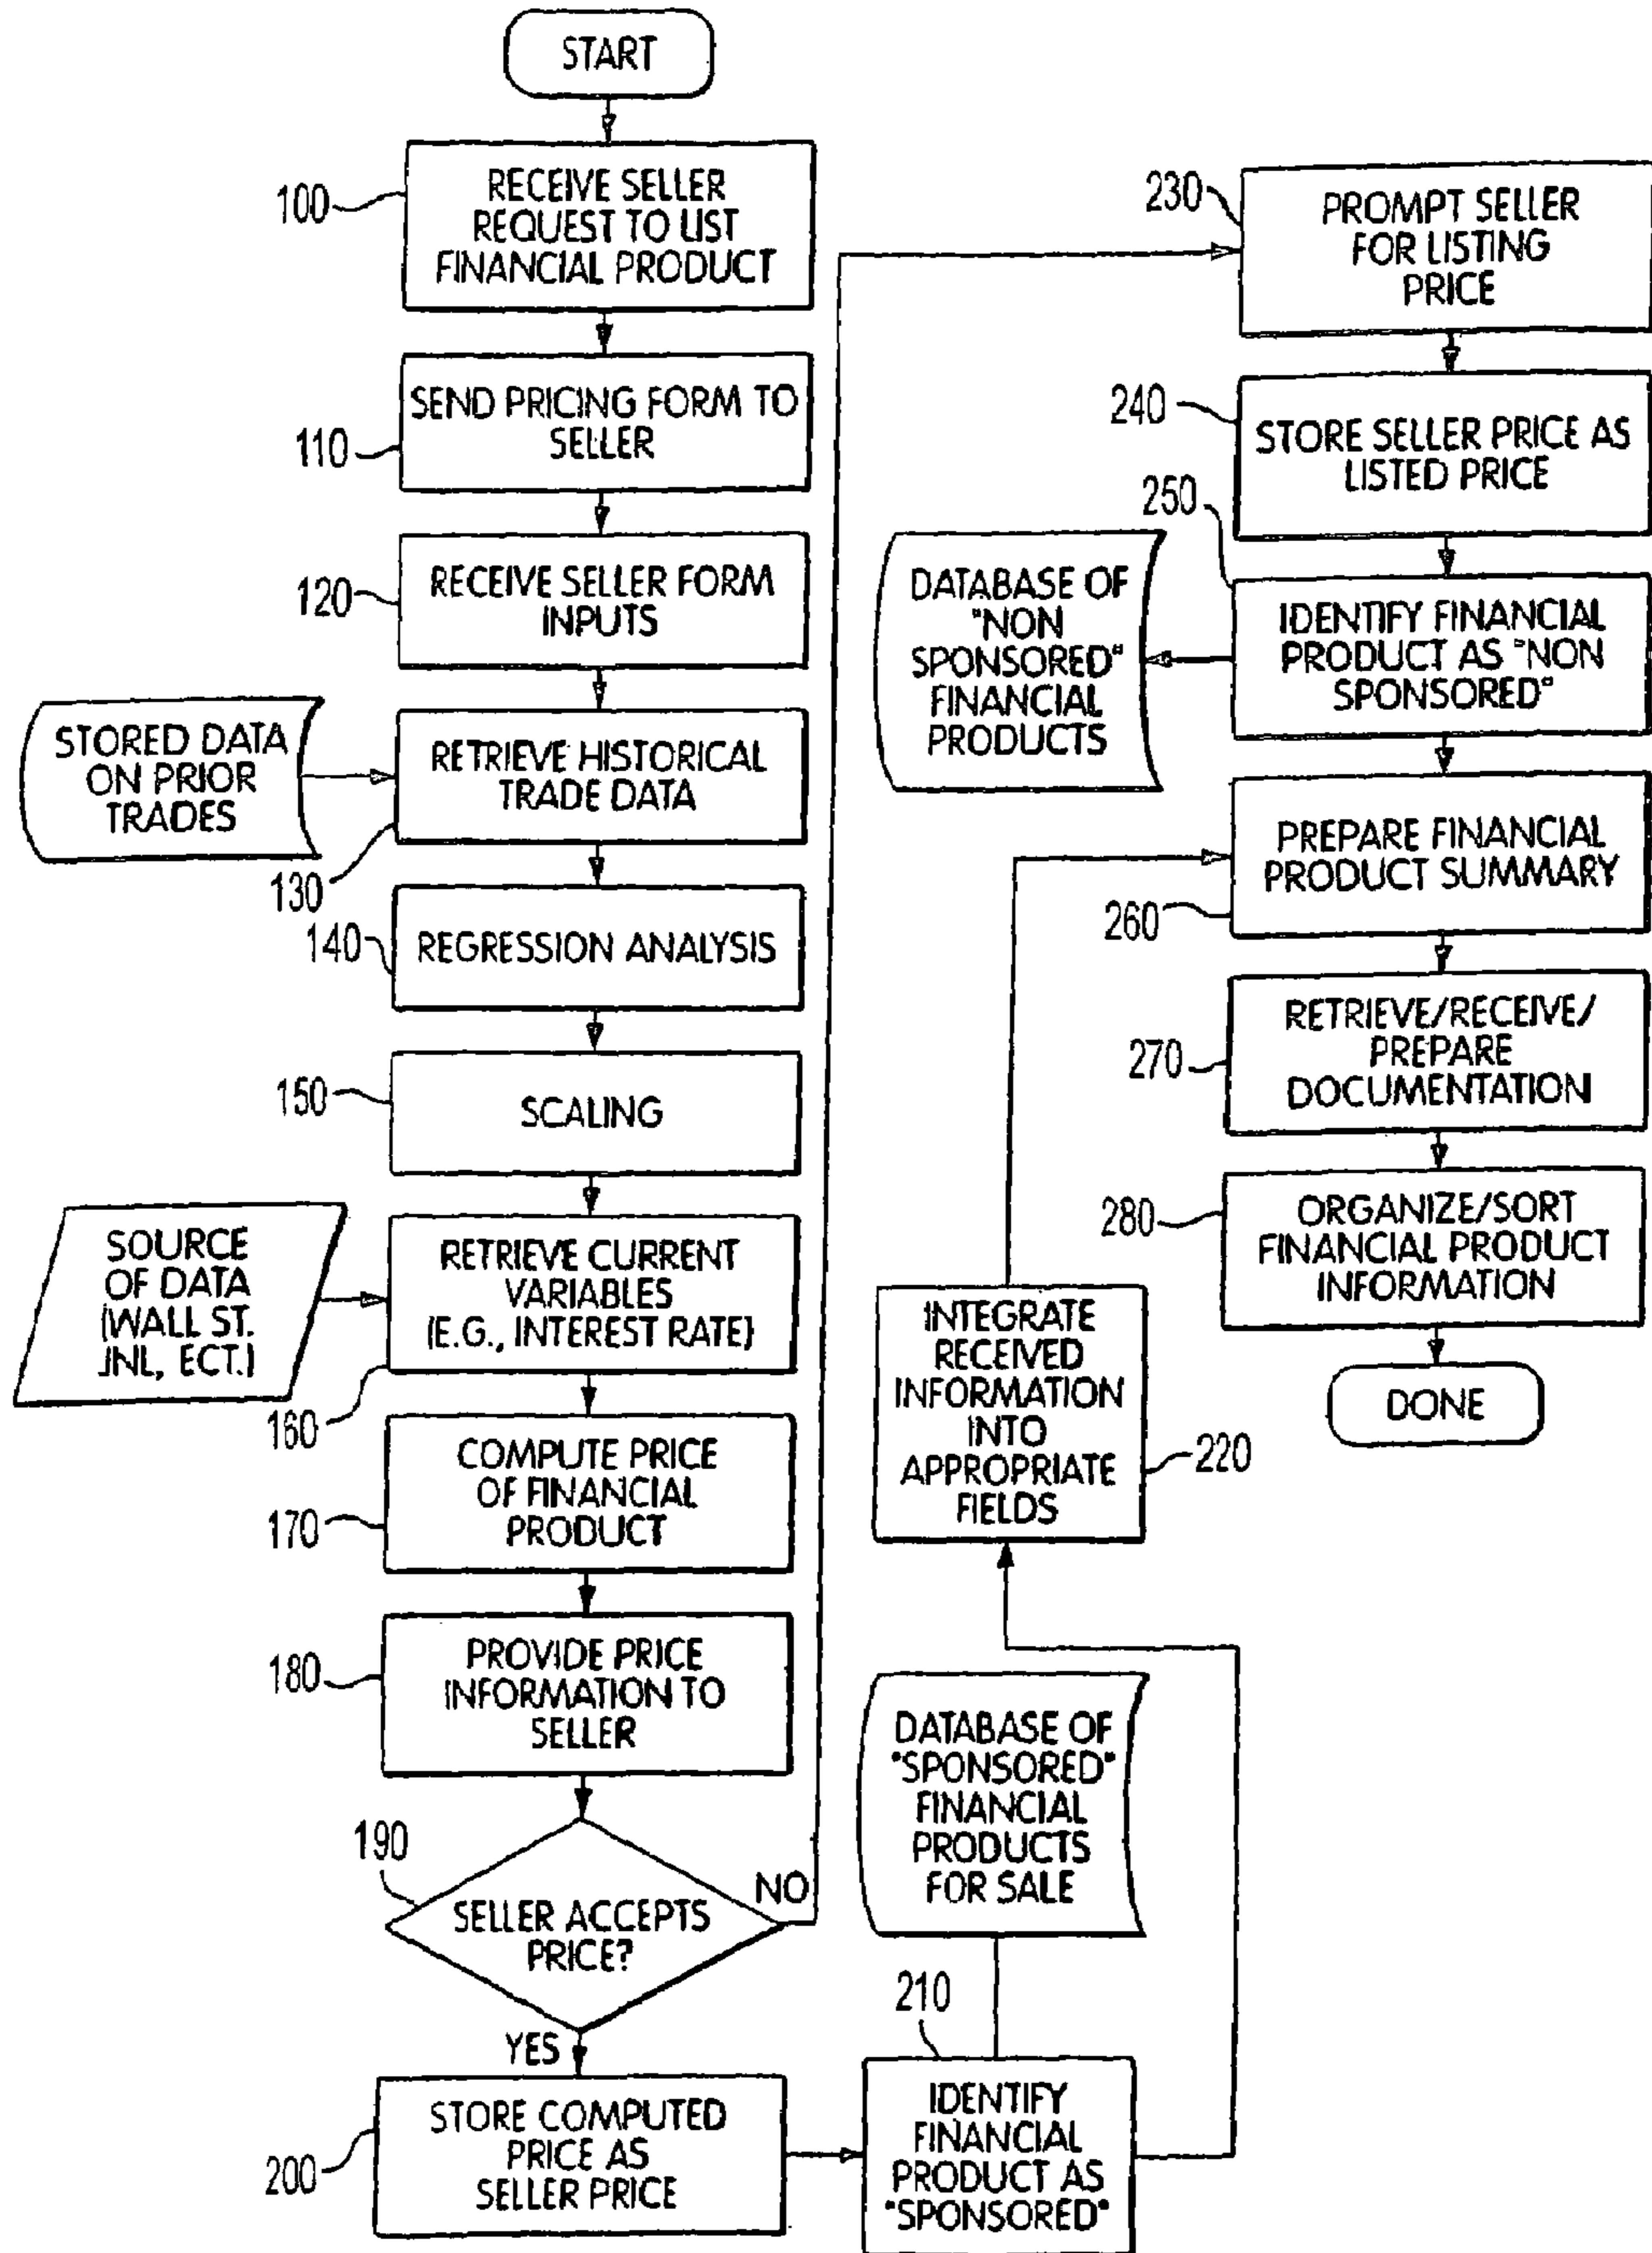 START
100
RECEIVE SELLER
REQUEST TO LIST
FINANCIAL PRODUCT
110
SEND PRICING FORM TO
SELLER
120
RECEIVE SELLER FORM
INPUTS
STORED DATA
ON PRIOR
TRADES
130
RETRIEVE HISTORICAL
TRADE DATA
140
REGRESSION ANALYSIS
150
SCALING
SOURCE
OF DATA
(WALL ST.
JNL, ECT.)
160
RETRIEVE CURRENT
VARIABLES
(E.G., INTEREST RATE)
170
COMPUTE PRICE
OF FINANCIAL
PRODUCT
180
PROVIDE PRICE
INFORMATION TO
SELLER
190
SELLER ACCEPTS
PRICE?
NO
YES
200
STORE COMPUTED
PRICE AS
SELLER PRICE
210
IDENTIFY
FINANCIAL
PRODUCT AS
"SPONSORED"
DATABASE OF
"SPONSORED"
FINANCIAL
PRODUCTS
FOR SALE
220
INTEGRATE
RECEIVED
INFORMATION
INTO
APPROPRIATE
FIELDS
230
PROMPT SELLER
FOR LISTING
PRICE
240
STORE SELLER PRICE AS
LISTED PRICE
250
IDENTIFY FINANCIAL
PRODUCT AS "NON
SPONSORED"
DATABASE OF
"NON
SPONSORED"
FINANCIAL
PRODUCTS
260
PREPARE FINANCIAL
PRODUCT SUMMARY
270
RETRIEVE/RECEIVE/
PREPARE
DOCUMENTATION
280
ORGANIZE/SORT
FINANCIAL PRODUCT
INFORMATION
DONE